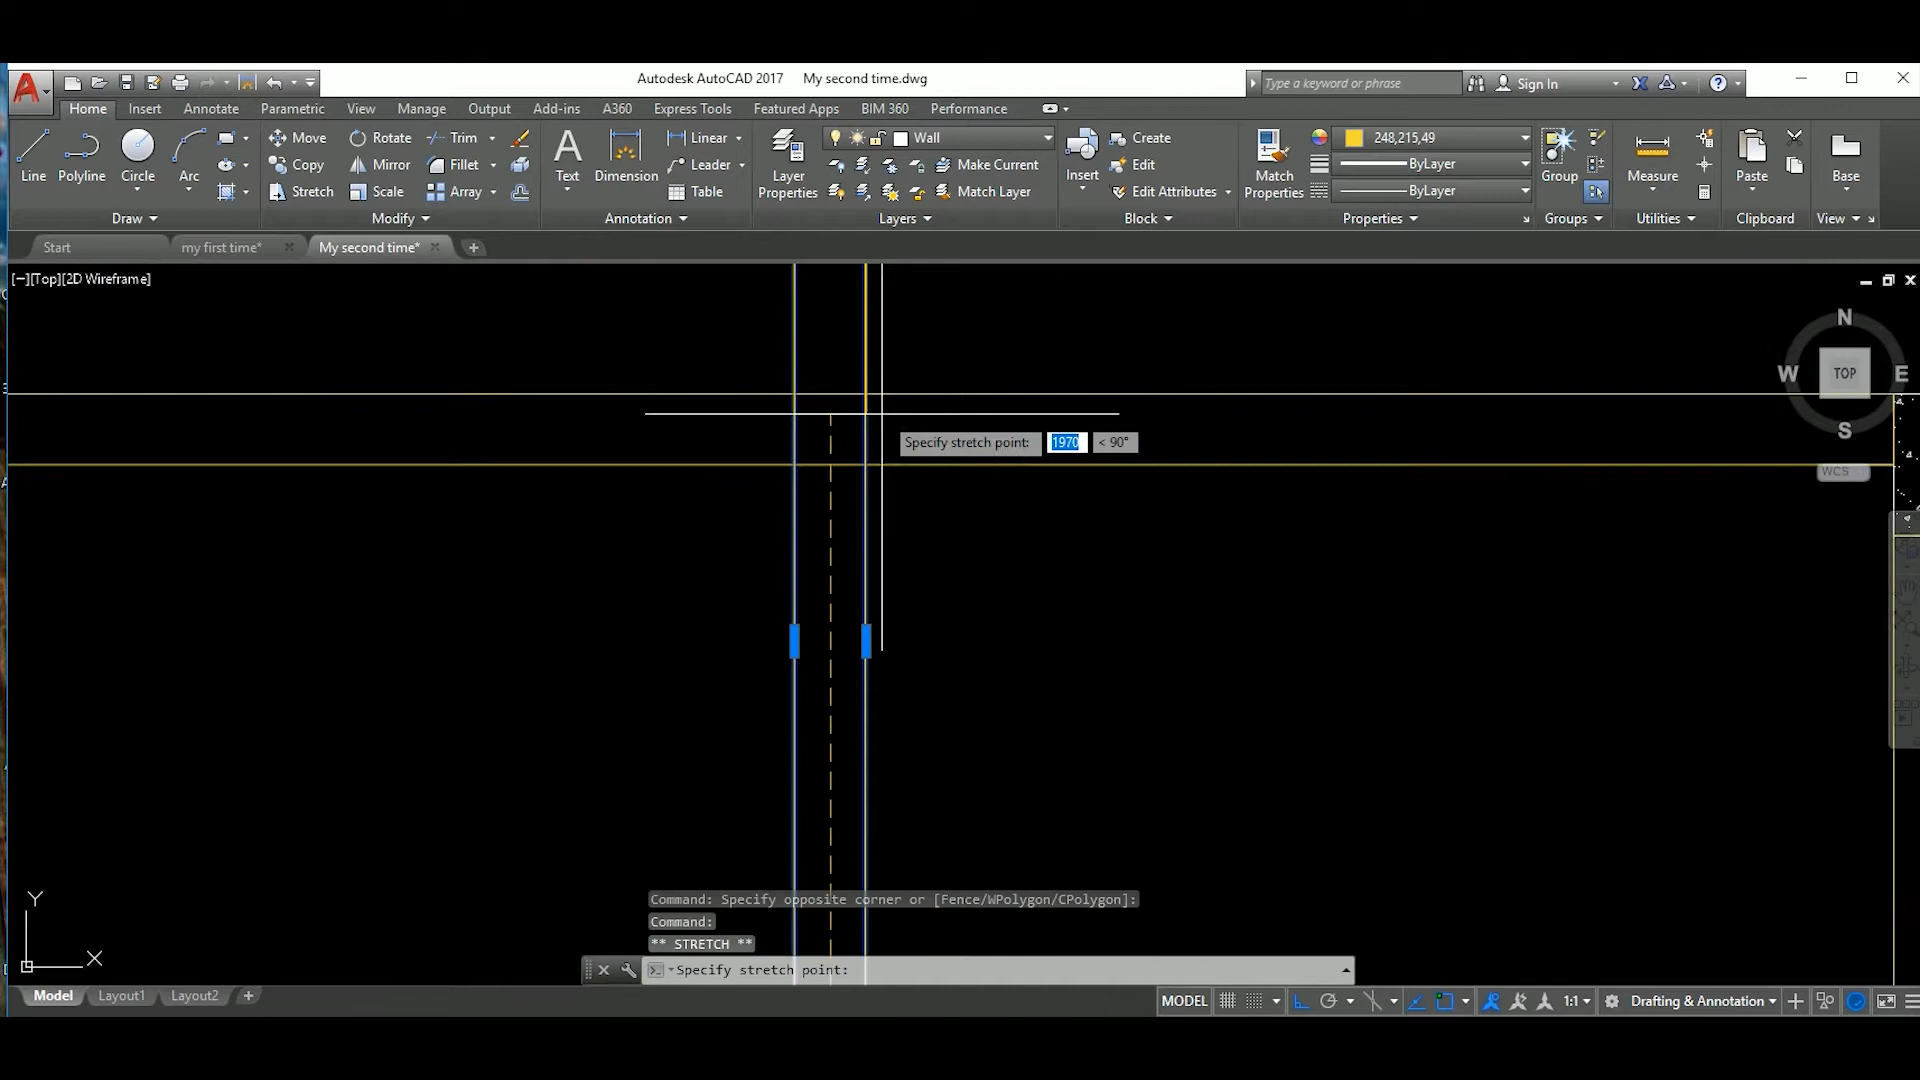 Autodesk AutoCAD 2017 My second time.dwg
Type a keyword or phrase
Sign In
Home Insert Annotate Parametric View Manage Output Add-ins A360 Express Tools Featured Apps BIM 360 Performance
Line Polyline Circle Arc
Move Rotate Trim
Copy Mirror Fillet
Stretch Scale Array
Text Dimension
Linear
Leader
Table
Layer Properties
Wall
Make Current
Match Layer
Insert
Create
Edit
Edit Attributes
Match Properties
248,215,49
ByLayer
ByLayer
Group Measure Paste Base
Draw Modify Annotation Layers Block Properties Groups Utilities Clipboard View
Start my first time* My second time*
[−][Top][2D Wireframe]
N
W TOP E
S
WCS
Specify stretch point: 1970 < 90°
Command: Specify opposite corner or [Fence/WPolygon/CPolygon]:
Command:
** STRETCH **
Specify stretch point:
Y
X
Model Layout1 Layout2
MODEL 1:1 Drafting & Annotation